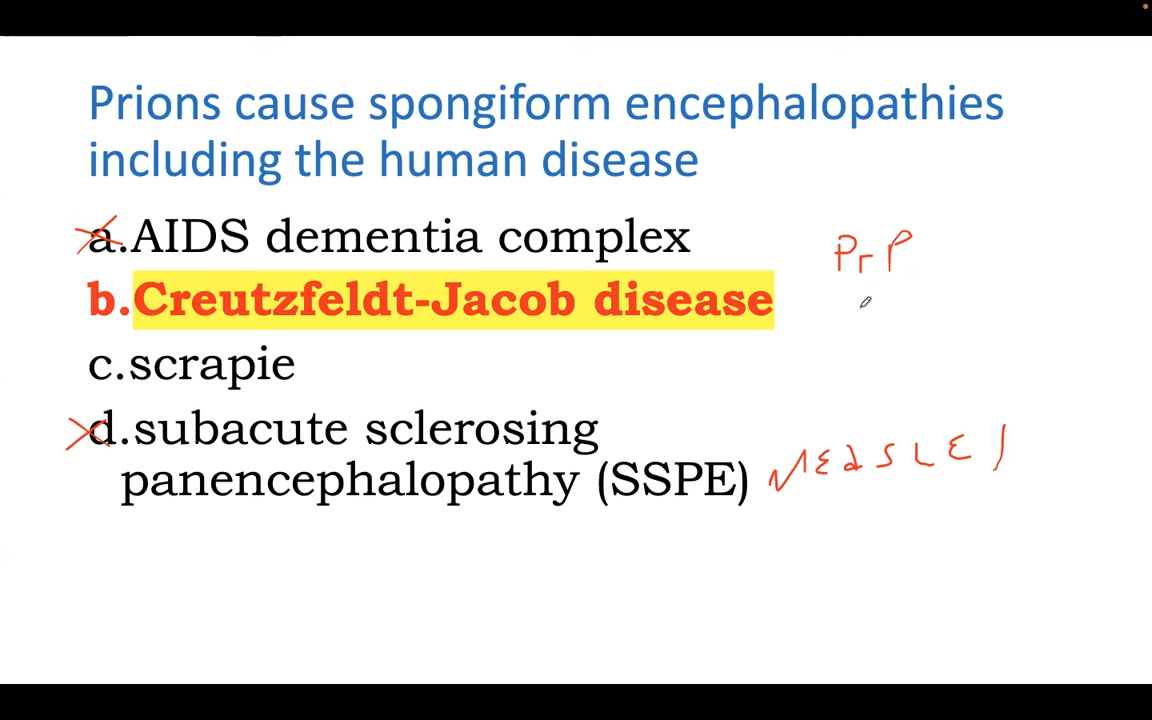 Prions cause spongiform encephalopathies
including the human disease
a.AIDS dementia complex
PrP
b.Creutzfeldt-Jacob disease
c.scrapie
d.subacute sclerosing
panencephalopathy (SSPE) MEASLES